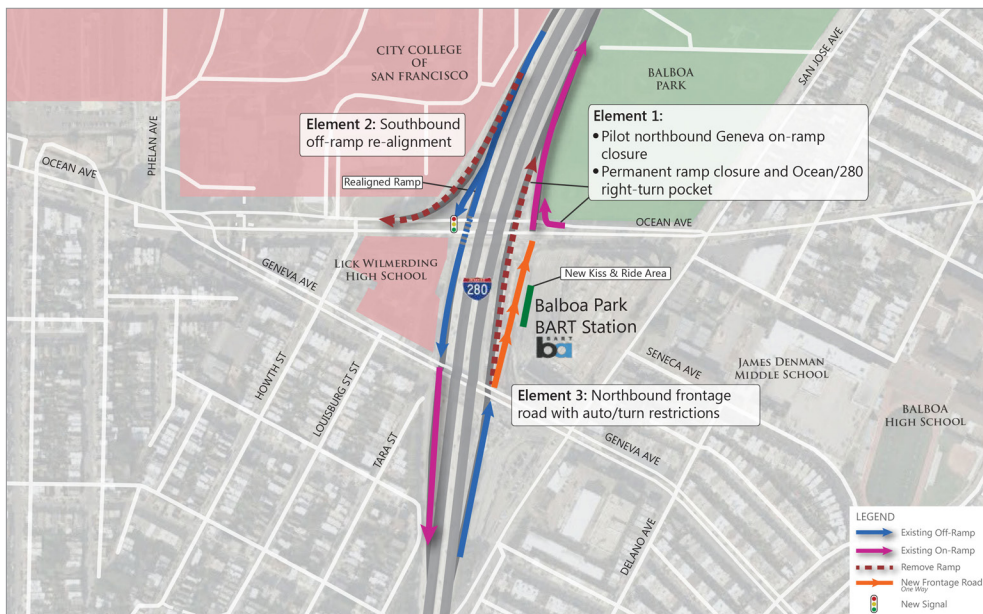 CITY COLLEGE
OF
SAN FRANCISCO
BALBOA
PARK
SAN JOSE AVE
Element 1:
• Pilot northbound Geneva on-ramp
closure
• Permanent ramp closure and Ocean/280
right-turn pocket
Element 2: Southbound
off-ramp re-alignment
PHELAN AVE
OCEAN AVE
Realigned Ramp
OCEAN AVE
GENEVA AVE
LICK WILMERDING
HIGH SCHOOL
New Kiss & Ride Area
280
Balboa Park
BART Station
BART
ba
HOWTH ST
LOUISBURG ST ST
TARA ST
SENECA AVE
JAMES DENMAN
MIDDLE SCHOOL
BALBOA
HIGH SCHOOL
Element 3: Northbound frontage
road with auto/turn restrictions
GENEVA AVE
DELANO AVE
LEGEND
Existing Off-Ramp
Existing On-Ramp
Remove Ramp
New Frontage Road
One Way
New Signal